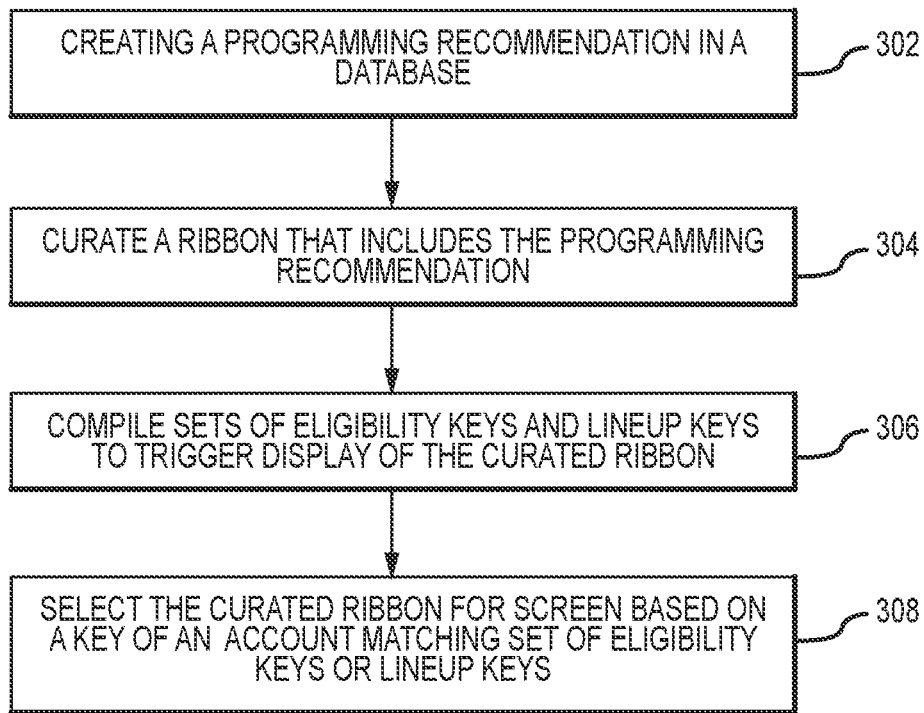 CREATING A PROGRAMMING RECOMMENDATION IN A
DATABASE
302
CURATE A RIBBON THAT INCLUDES THE PROGRAMMING
RECOMMENDATION
304
COMPILE SETS OF ELIGIBILITY KEYS AND LINEUP KEYS
TO TRIGGER DISPLAY OF THE CURATED RIBBON
306
SELECT THE CURATED RIBBON FOR SCREEN BASED ON
A KEY OF AN ACCOUNT MATCHING SET OF ELIGIBILITY
KEYS OR LINEUP KEYS
308